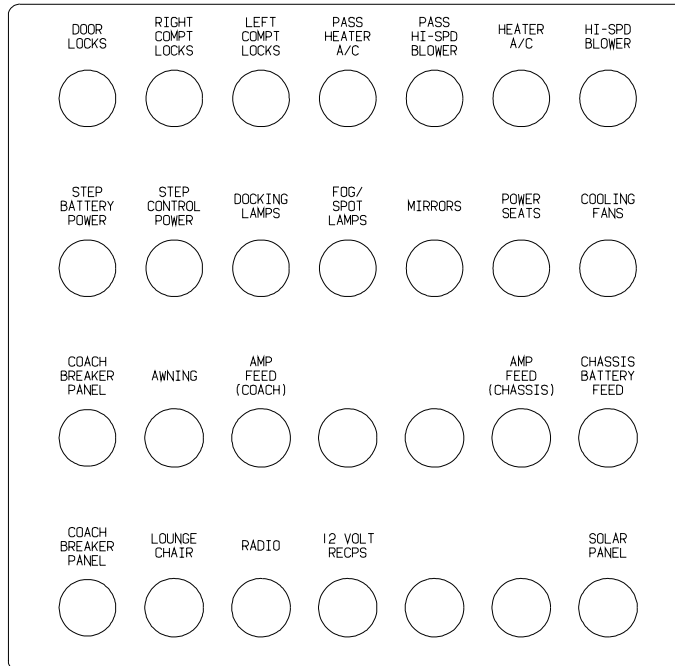 DOOR
LOCKS
RIGHT
COMPT
LOCKS
LEFT
COMPT
LOCKS
PASS
HEATER
A/C
PASS
HI-SPD
BLOWER
HEATER
A/C
HI-SPD
BLOWER
STEP
BATTERY
POWER
STEP
CONTROL
POWER
DOCKING
LAMPS
FOG/
SPOT
LAMPS
MIRRORS
POWER
SEATS
COOLING
FANS
COACH
BREAKER
PANEL
AWNING
AMP
FEED
(COACH)
AMP
FEED
(CHASSIS)
CHASSIS
BATTERY
FEED
COACH
BREAKER
PANEL
LOUNGE
CHAIR
RADIO
12 VOLT
RECPS
SOLAR
PANEL